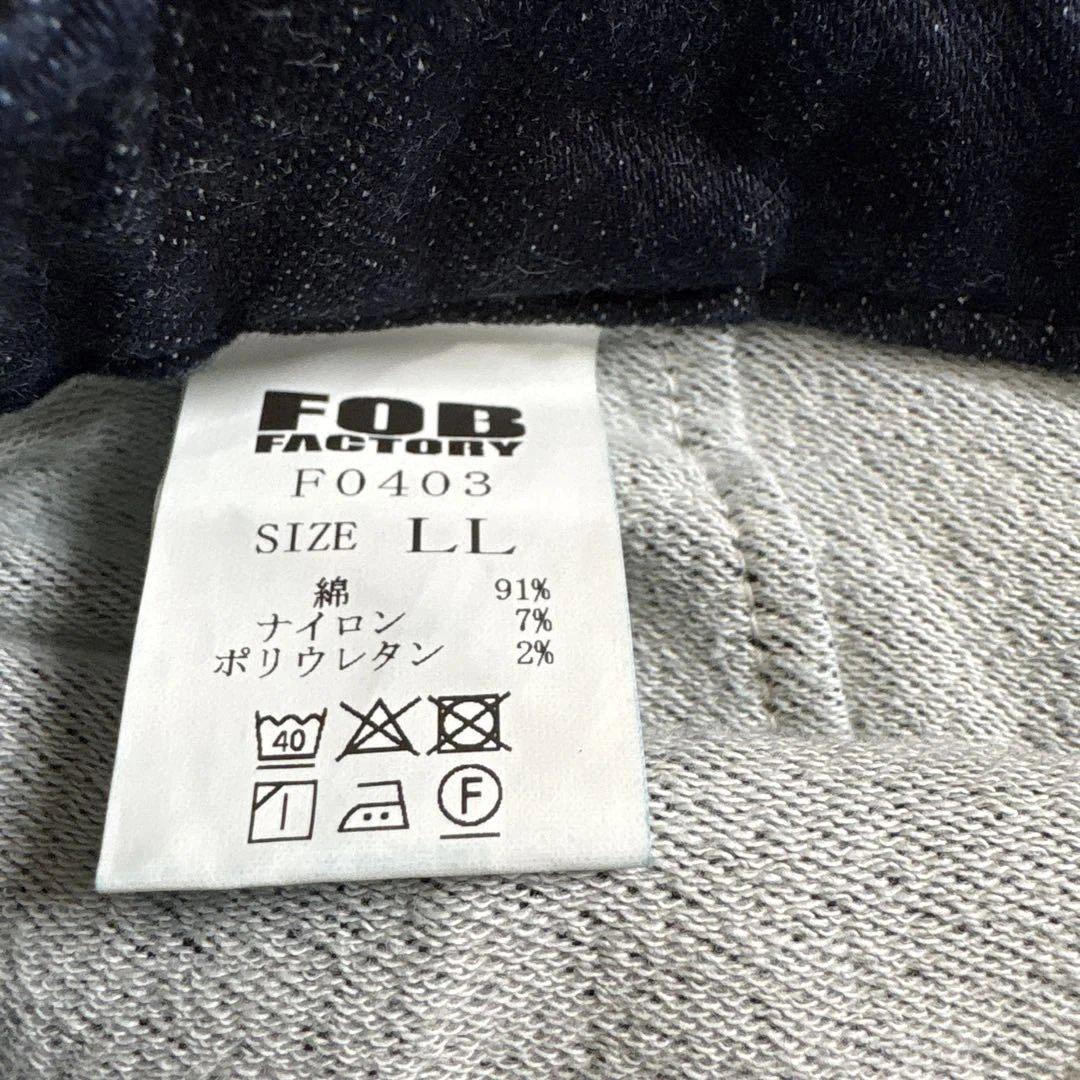 FOB
FACTORY
F0403
SIZE LL
綿 91%
ナイロン 7%
ポリウレタン 2%
40
F